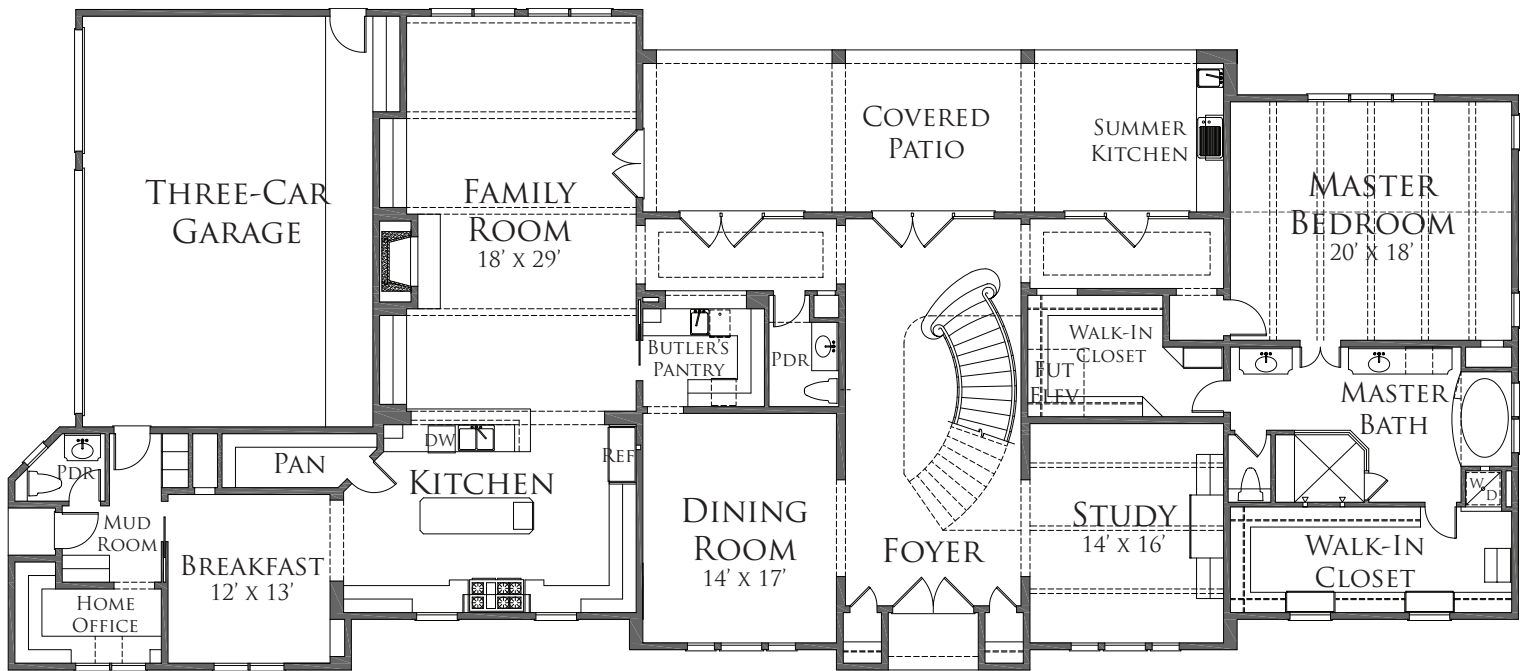 THREE-CAR
GARAGE
FAMILY
ROOM
18' X 29'
COVERED
PATIO
SUMMER
KITCHEN
MASTER
BEDROOM
20' X 18'
BUTLER'S
PANTRY
PDR
WALK-IN
CLOSET
FUT
ELEV
MASTER
BATH
PDR
PAN
DW
REF
KITCHEN
MUD
ROOM
BREAKFAST
12' X 13'
HOME
OFFICE
DINING
ROOM
14' X 17'
FOYER
STUDY
14' X 16'
W
D
WALK-IN
CLOSET